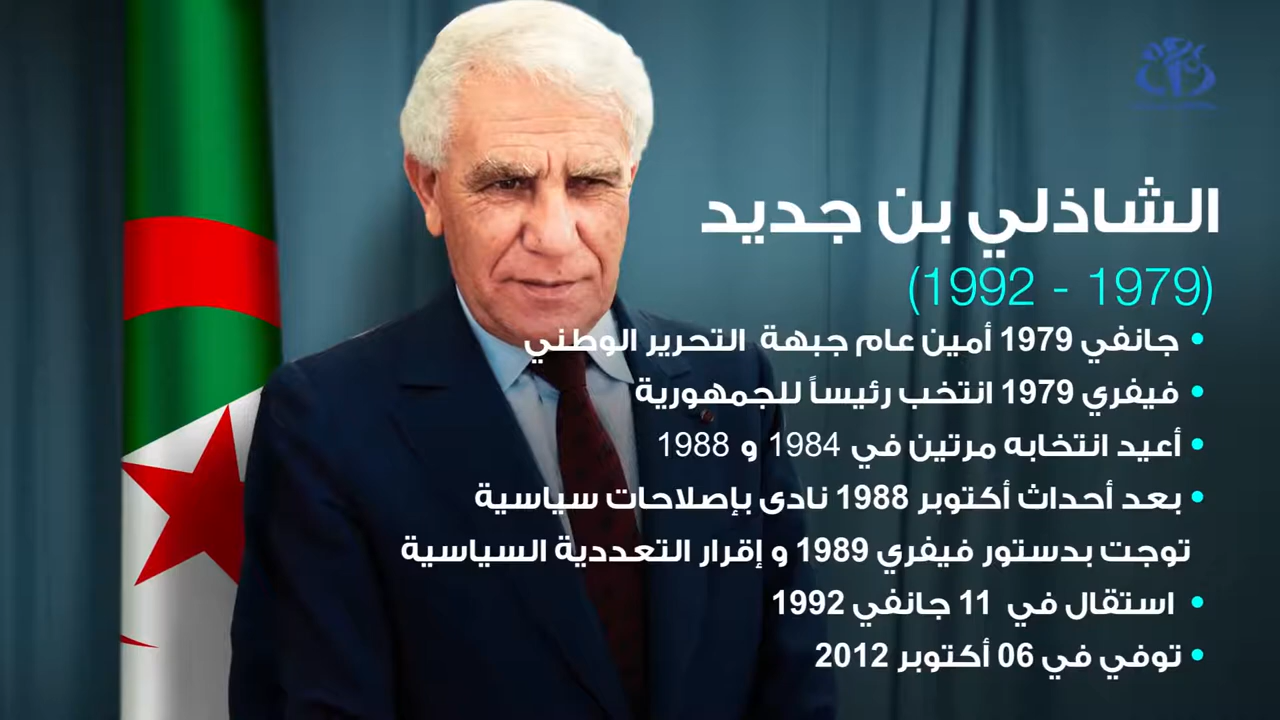 الشاذلي بن جديد
(1979 - 1992)
• جانفي 1979 أمين عام جبهة التحرير الوطني
• فيفري 1979 انتخب رئيساً للجمهورية
• أعيد انتخابه مرتين في 1984 و 1988
• بعد أحداث أكتوبر 1988 نادى بإصلاحات سياسية
توجت بدستور فيفري 1989 و إقرار التعددية السياسية
• استقال في 11 جانفي 1992
• توفي في 06 أكتوبر 2012